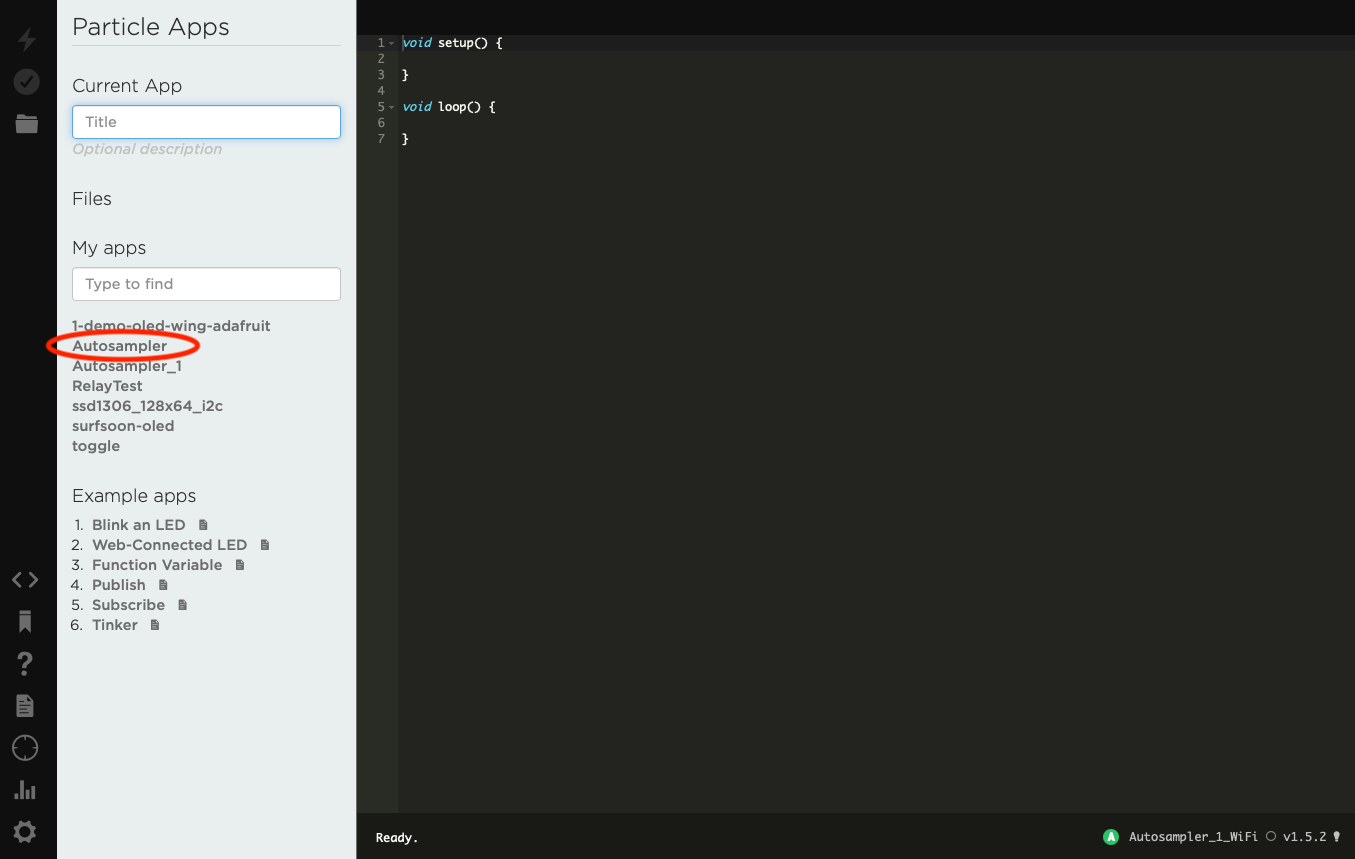 Particle Apps
Current App
Title
Optional description
Files
My apps
Type to find
1-demo-oled-wing-adafruit
Autosampler
Autosampler_1
RelayTest
ssd1306_128x64_i2c
surfsoon-oled
toggle
Example apps
1. Blink an LED
2. Web-Connected LED
3. Function Variable
4. Publish
5. Subscribe
6. Tinker
1 void setup() {
2
3 }
4
5 void loop() {
6
7 }
Ready.
A Autosampler_1_WiFi v1.5.2